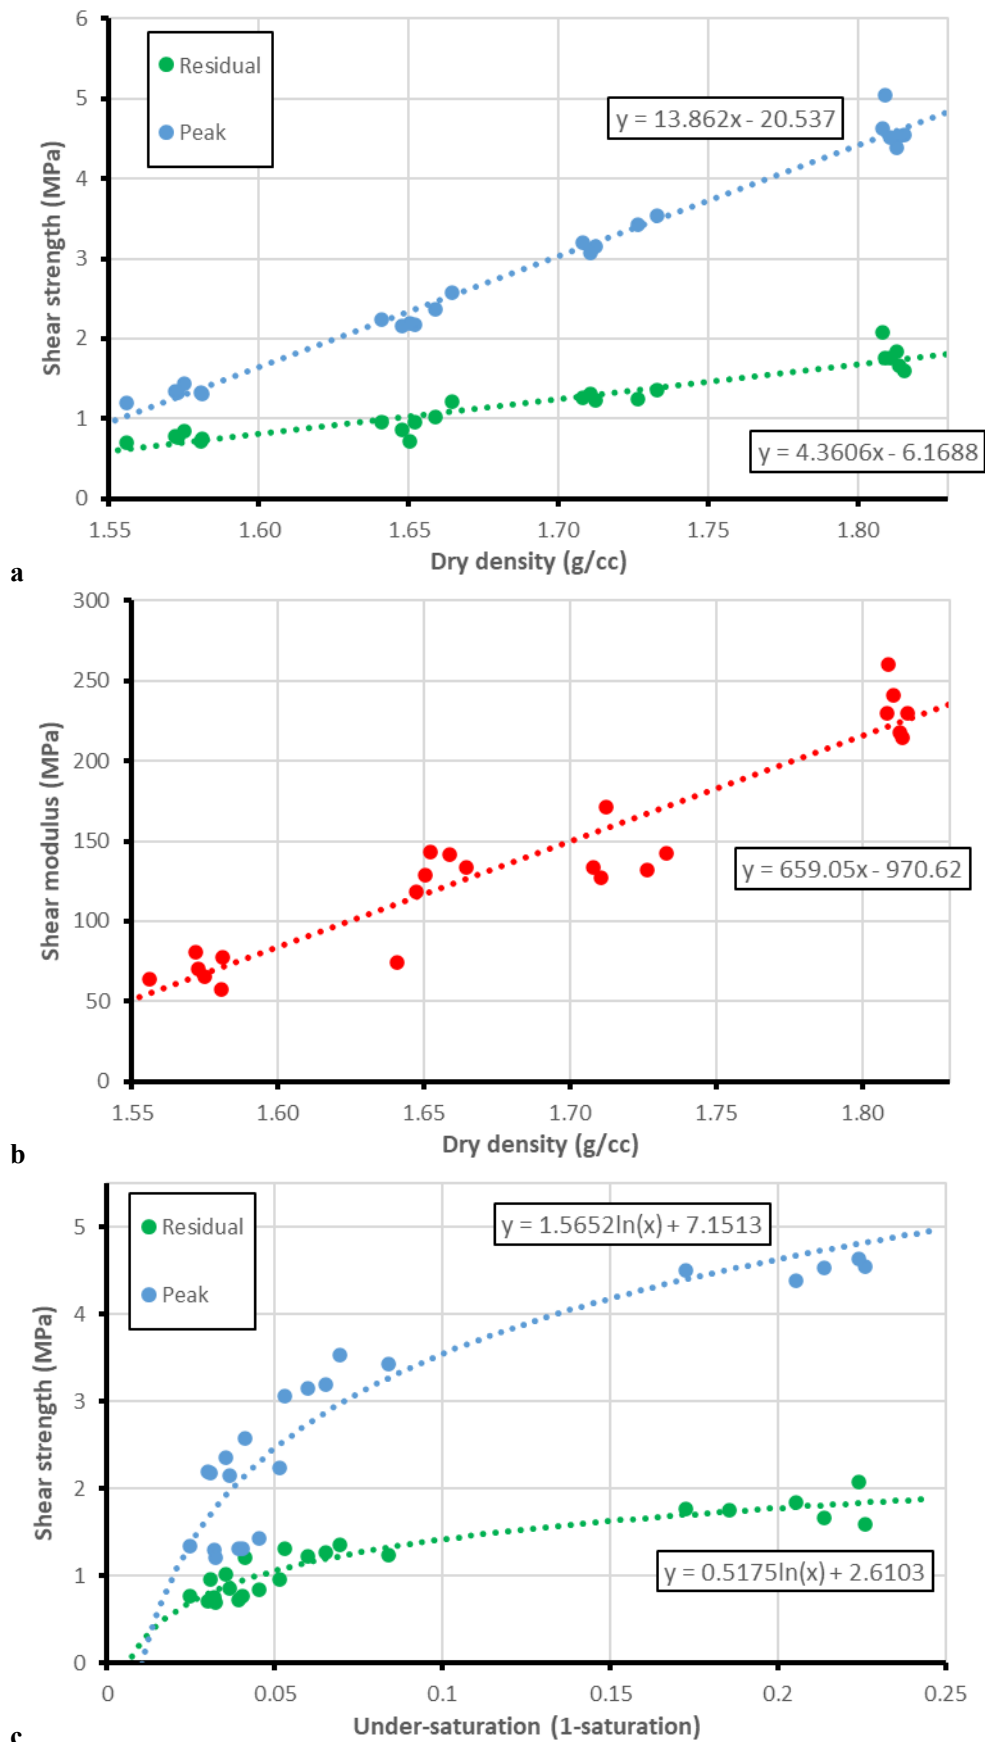 6
Residual
5
y = 13.862x - 20.537
Peak
4
Shear strength (MPa)
3
2
1
y = 4.3606x - 6.1688
0
1.55 1.60 1.65 1.70 1.75 1.80
Dry density (g/cc)
a
300
250
200
Shear modulus (MPa)
150
y = 659.05x - 970.62
100
50
0
1.55 1.60 1.65 1.70 1.75 1.80
Dry density (g/cc)
b
Residual
y = 1.5652ln(x) + 7.1513
5
Peak
4
Shear strength (MPa)
3
2
y = 0.5175ln(x) + 2.6103
1
0
0 0.05 0.1 0.15 0.2 0.25
Under-saturation (1-saturation)
c